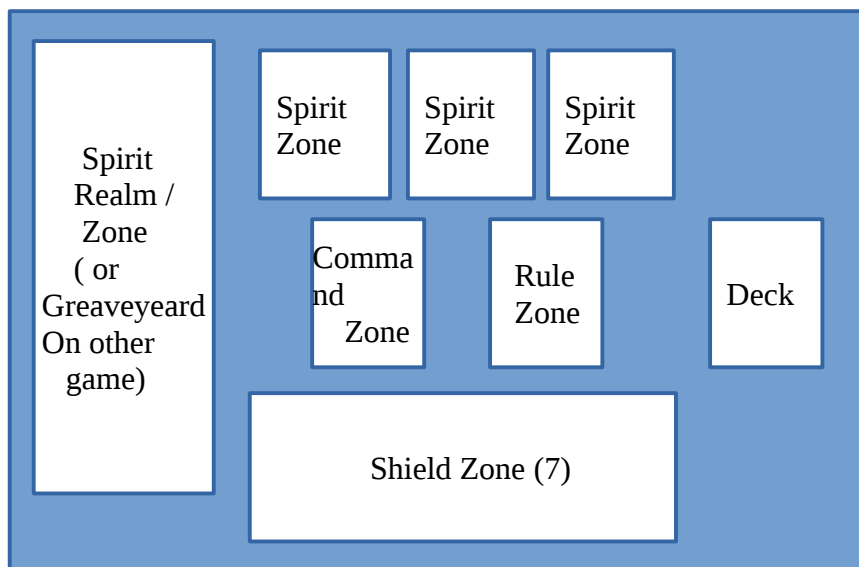 Spirit
Realm /
Zone
( or
Greaveyeard
On other
game)
Spirit
Zone
Spirit
Zone
Spirit
Zone
Comma
nd
Zone
Rule
Zone
Deck
Shield Zone (7)